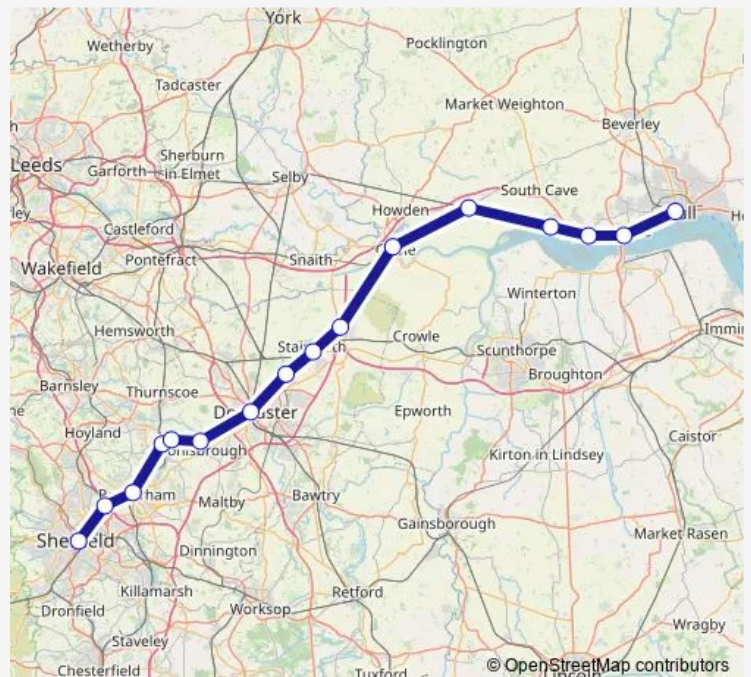 York
Wetherby
Pocklington
Tadcaster
Market Weighton
Beverley
Leeds
Garforth
Sherburn
in Elmet
Selby
South Cave
Howden
Castleford
Pontefract
Snaith
Wakefield
Winterton
Hemsworth
Crowle
Scunthorpe
Immin
Barnsley
Thurnscoe
Broughton
Hoyland
Epworth
Caistor
Kirton in Lindsey
Maltby
Bawtry
Gainsborough
Dinnington
Market Rasen
Killamarsh
Worksop
Retford
Dronfield
Wragby
Staveley
Chesterfield
Tuxford
© OpenStreetMap contributors